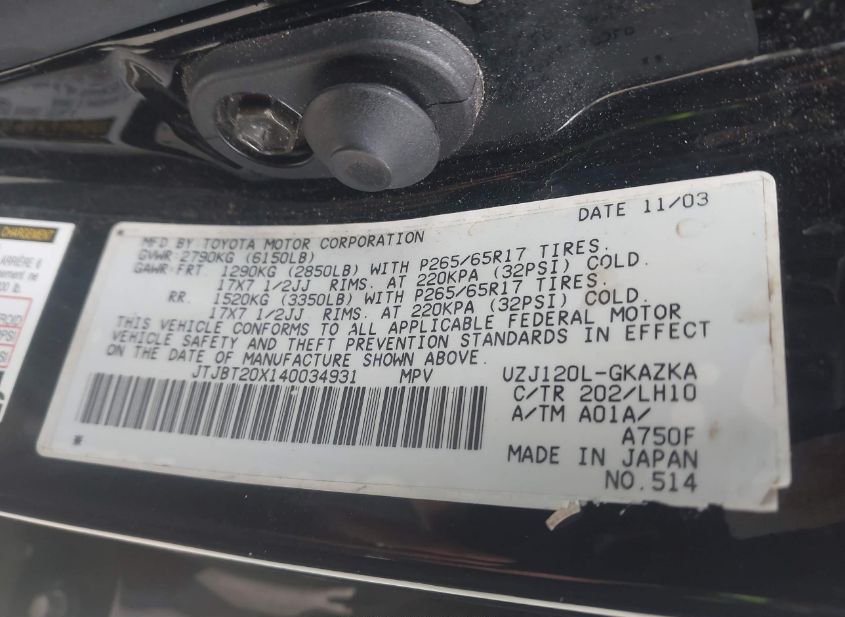 CHARGEMENT
ARRIÈRE 6
DATE 11/03
MFD BY TOYOTA MOTOR CORPORATION
GVWR:2790KG (6150LB)
GAWR:FRT. 1290KG (2850LB) WITH P265/65R17 TIRES.
17X7 1/2JJ RIMS. AT 220KPA (32PSI) COLD.
RR. 1520KG (3350LB) WITH P265/65R17 TIRES.
17X7 1/2JJ RIMS. AT 220KPA (32PSI) COLD.
THIS VEHICLE CONFORMS TO ALL APPLICABLE FEDERAL MOTOR
VEHICLE SAFETY AND THEFT PREVENTION STANDARDS IN EFFECT
ON THE DATE OF MANUFACTURE SHOWN ABOVE.
JTJBT20X140034931 MPV UZJ120L-GKAZKA
C/TR 202/LH10
A/TM A01A/
A750F
MADE IN JAPAN
NO.514